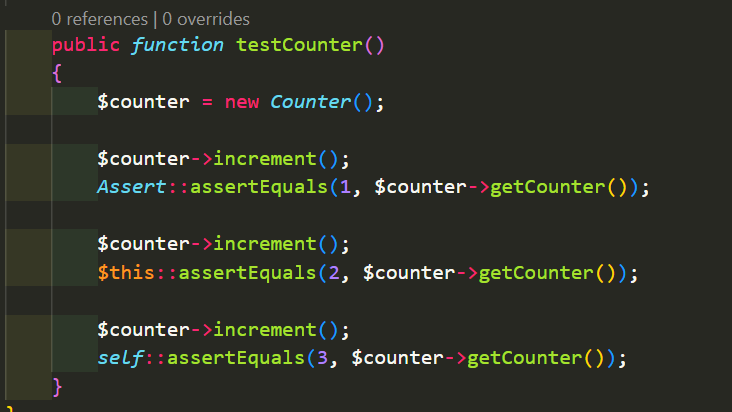 0 references | 0 overrides
public function testCounter()
{
$counter = new Counter();
$counter->increment();
Assert::assertEquals(1, $counter->getCounter());
$counter->increment();
$this::assertEquals(2, $counter->getCounter());
$counter->increment();
self::assertEquals(3, $counter->getCounter());
}